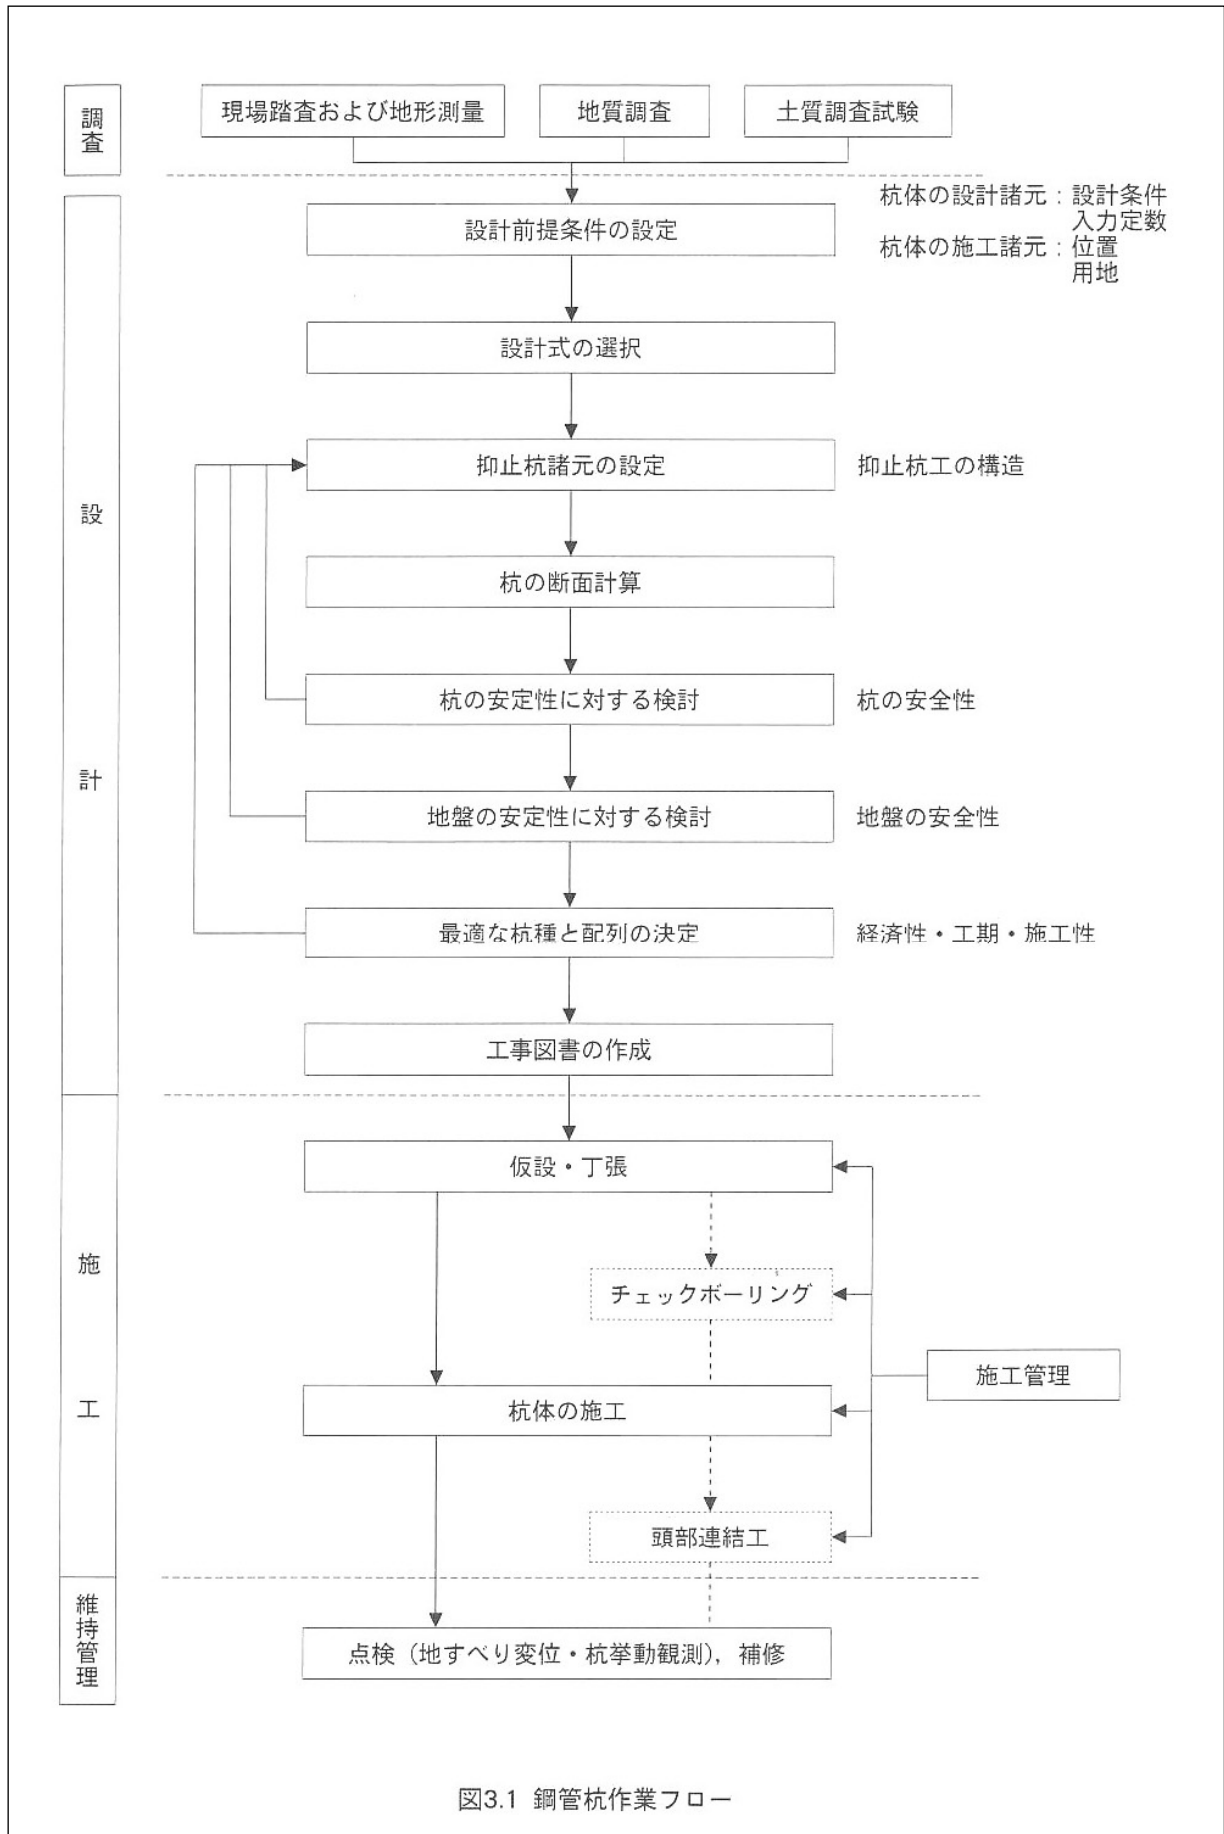 調査
現場踏査および地形測量
地質調査
土質調査試験
設計
設計前提条件の設定
杭体の設計諸元：設計条件
入力定数
杭体の施工諸元：位置
用地
設計式の選択
抑止杭諸元の設定
抑止杭工の構造
杭の断面計算
杭の安定性に対する検討
杭の安全性
地盤の安定性に対する検討
地盤の安全性
最適な杭種と配列の決定
経済性・工期・施工性
工事図書の作成
施工
仮設・丁張
チェックボーリング
施工管理
杭体の施工
頭部連結工
維持管理
点検（地すべり変位・杭挙動観測），補修
図3.1 鋼管杭作業フロー